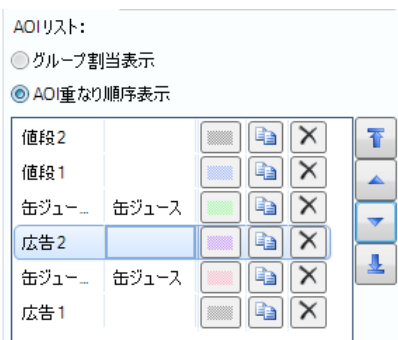 AOIリスト:
グループ割当表示
AOI重なり順序表示
値段2
値段1
缶ジュー... 缶ジュース
広告2
缶ジュー... 缶ジュース
広告1